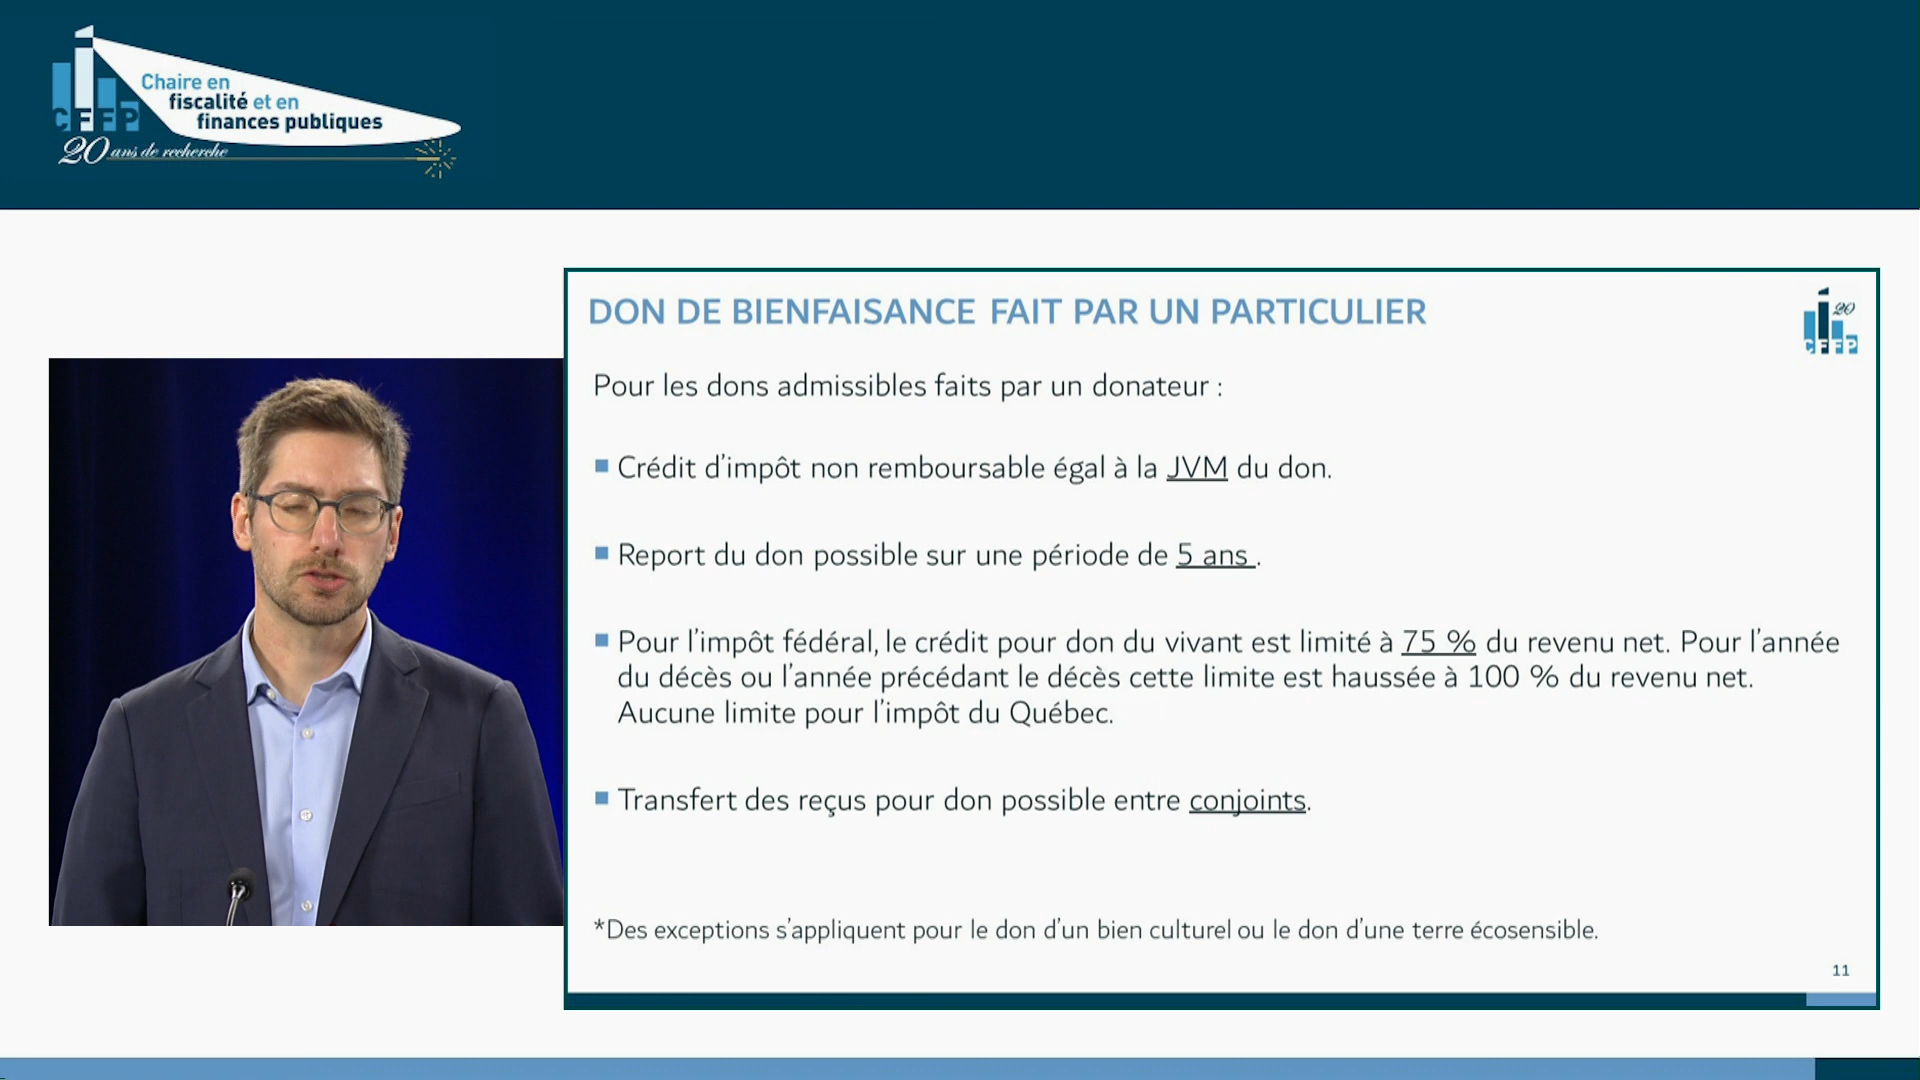 Chaire en
fiscalité et en
finances publiques
CFFP
20 ans de recherche
DON DE BIENFAISANCE FAIT PAR UN PARTICULIER
20
CFFP
Pour les dons admissibles faits par un donateur :
Crédit d'impôt non remboursable égal à la JVM du don.
Report du don possible sur une période de 5 ans .
Pour l'impôt fédéral, le crédit pour don du vivant est limité à 75 % du revenu net. Pour l'année
du décès ou l'année précédant le décès cette limite est haussée à 100 % du revenu net.
Aucune limite pour l'impôt du Québec.
Transfert des reçus pour don possible entre conjoints.
*Des exceptions s'appliquent pour le don d'un bien culturel ou le don d'une terre écosensible.
11